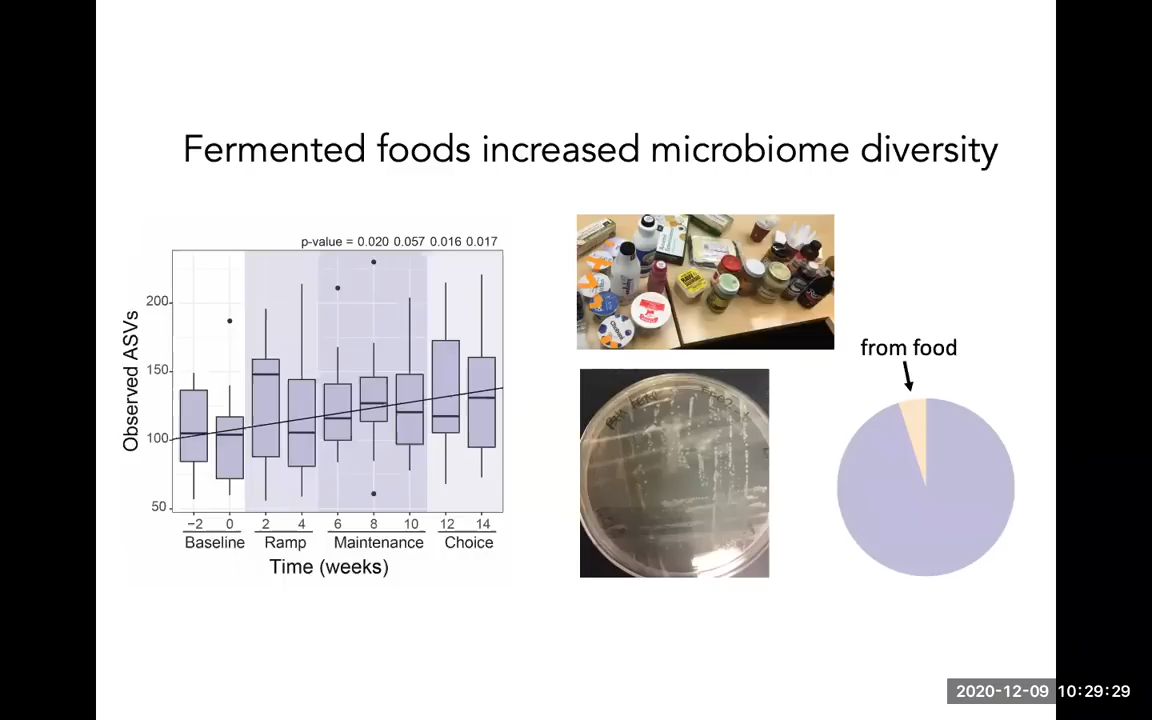 Fermented foods increased microbiome diversity
p-value = 0.020 0.057 0.016 0.017
Observed ASVs
200
150
100
50
−2 0 2 4 6 8 10 12 14
Baseline Ramp Maintenance Choice
Time (weeks)
from food
2020-12-09 10:29:29